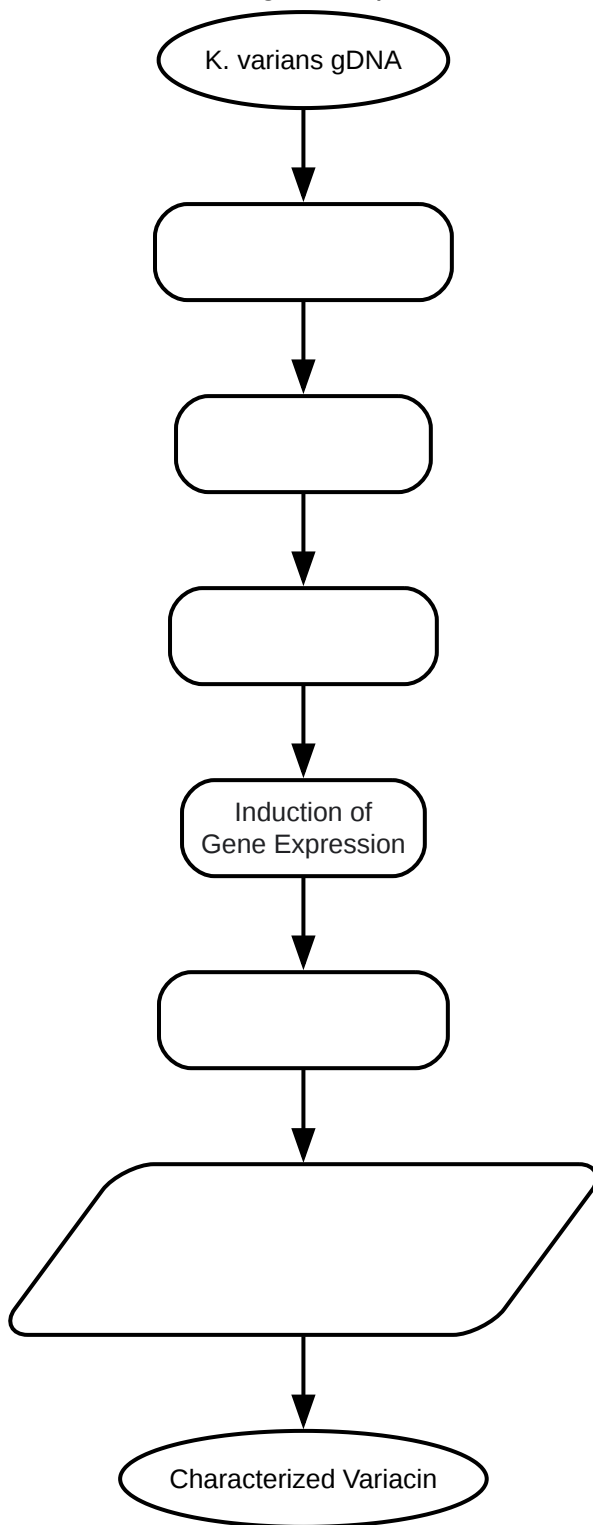 K. varians gDNA
Induction of
Gene Expression
Characterized Variacin